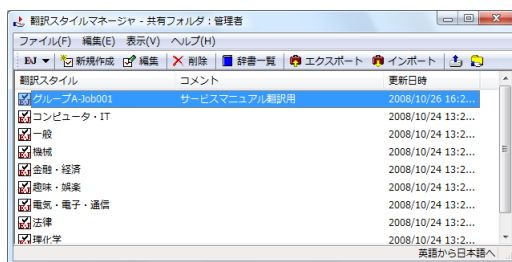 翻訳スタイルマネージャ - 共有フォルダ : 管理者
ファイル(F) 編集(E) 表示(V) ヘルプ(H)
EJ 新規作成 編集 削除 辞書一覧 エクスポート インポート
翻訳スタイル コメント 更新日時
グループA-Job001 サービスマニュアル翻訳用 2008/10/26 16:2...
コンピュータ・IT 2008/10/24 13:2...
一般 2008/10/24 13:2...
機械 2008/10/24 13:2...
金融・経済 2008/10/24 13:2...
趣味・娯楽 2008/10/24 13:2...
電気・電子・通信 2008/10/24 13:2...
法律 2008/10/24 13:2...
理化学 2008/10/24 13:2...
英語から日本語へ